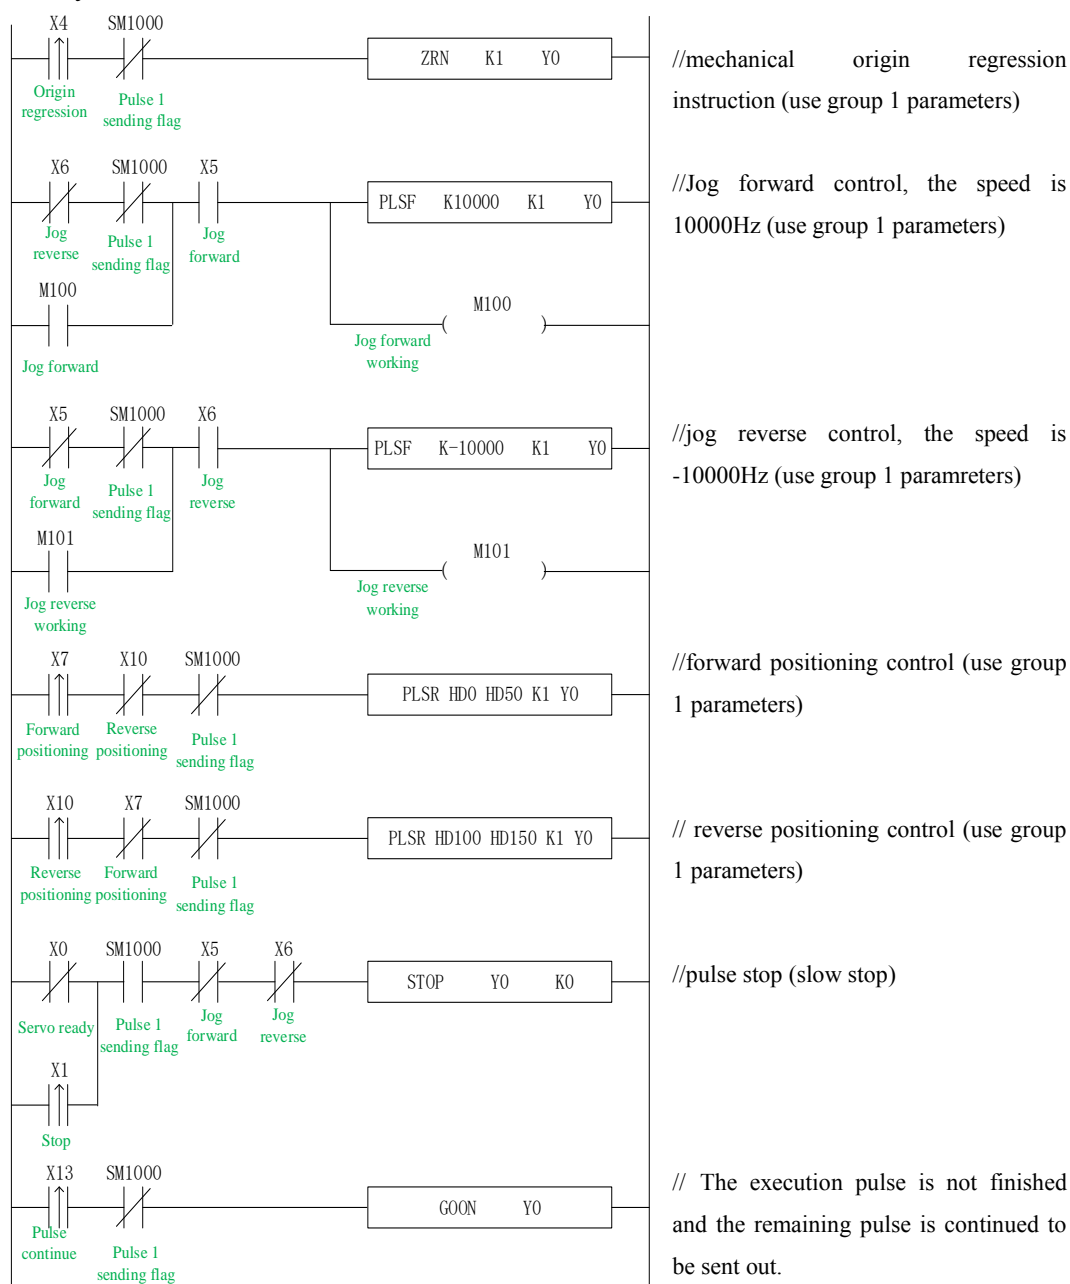 X4 SM1000
ZRN K1 Y0
Origin
regression
Pulse 1
sending flag
//mechanical origin regression
instruction (use group 1 parameters)
X6 SM1000 X5
PLSF K10000 K1 Y0
Jog
reverse
Pulse 1
sending flag
Jog
forward
//Jog forward control, the speed is
10000Hz (use group 1 parameters)
M100
M100
( )
Jog forward
Jog forward
working
X5 SM1000 X6
PLSF K-10000 K1 Y0
Jog
forward
Pulse 1
sending flag
Jog
reverse
//jog reverse control, the speed is
-10000Hz (use group 1 paramreters)
M101
M101
( )
Jog reverse
working
Jog reverse
working
X7 X10 SM1000
PLSR HD0 HD50 K1 Y0
Forward
positioning
Reverse
positioning
Pulse 1
sending flag
//forward positioning control (use group
1 parameters)
X10 X7 SM1000
PLSR HD100 HD150 K1 Y0
Reverse
positioning
Forward
positioning
Pulse 1
sending flag
// reverse positioning control (use group
1 parameters)
X0 SM1000 X5 X6
STOP Y0 K0
Servo ready
Pulse 1
sending flag
Jog
forward
Jog
reverse
//pulse stop (slow stop)
X1
Stop
X13 SM1000
GOON Y0
Pulse
continue
Pulse 1
sending flag
// The execution pulse is not finished
and the remaining pulse is continued to
be sent out.